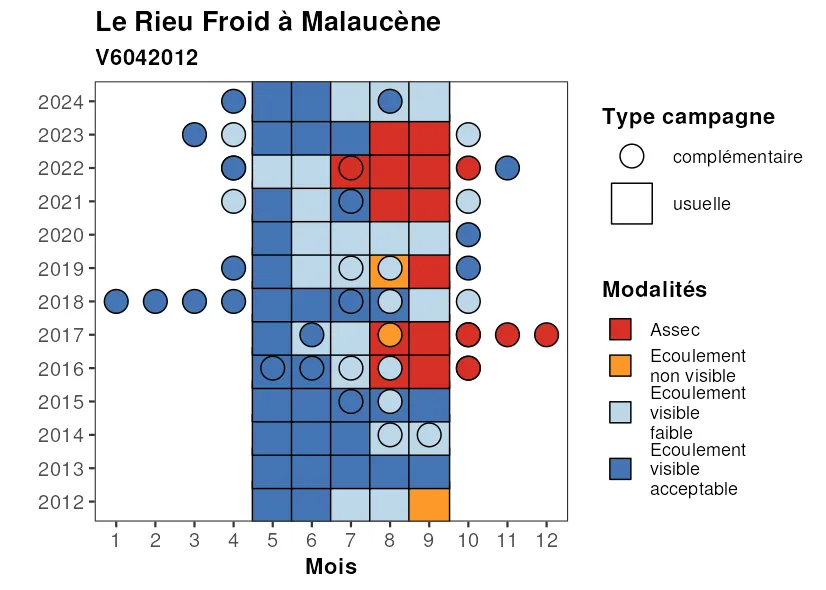 Le Rieu Froid à Malaucène
V6042012
2024
2023
2022
2021
2020
2019
2018
2017
2016
2015
2014
2013
2012
1 2 3 4 5 6 7 8 9 10 11 12
Mois
Type campagne
complémentaire
usuelle
Modalités
Assec
Ecoulement
non visible
Ecoulement
visible
faible
Ecoulement
visible
acceptable